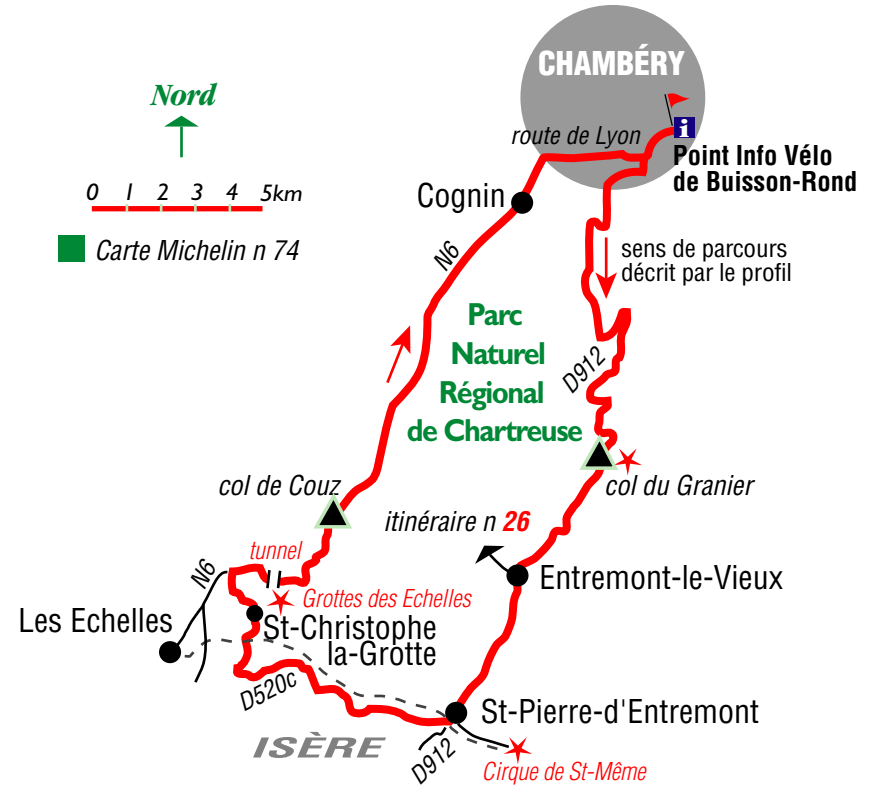 CHAMBÉRY
Nord
route de Lyon
i
Point Info Vélo
de Buisson-Rond
0 1 2 3 4 5km
Cognin
Carte Michelin n 74
N6
sens de parcours
décrit par le profil
Parc
Naturel
Régional
de Chartreuse
D912
col de Couz
col du Granier
itinéraire n 26
tunnel
N6
Entremont-le-Vieux
Grottes des Echelles
Les Echelles
St-Christophe
la-Grotte
D520c
St-Pierre-d'Entremont
ISÈRE
D912
Cirque de St-Même